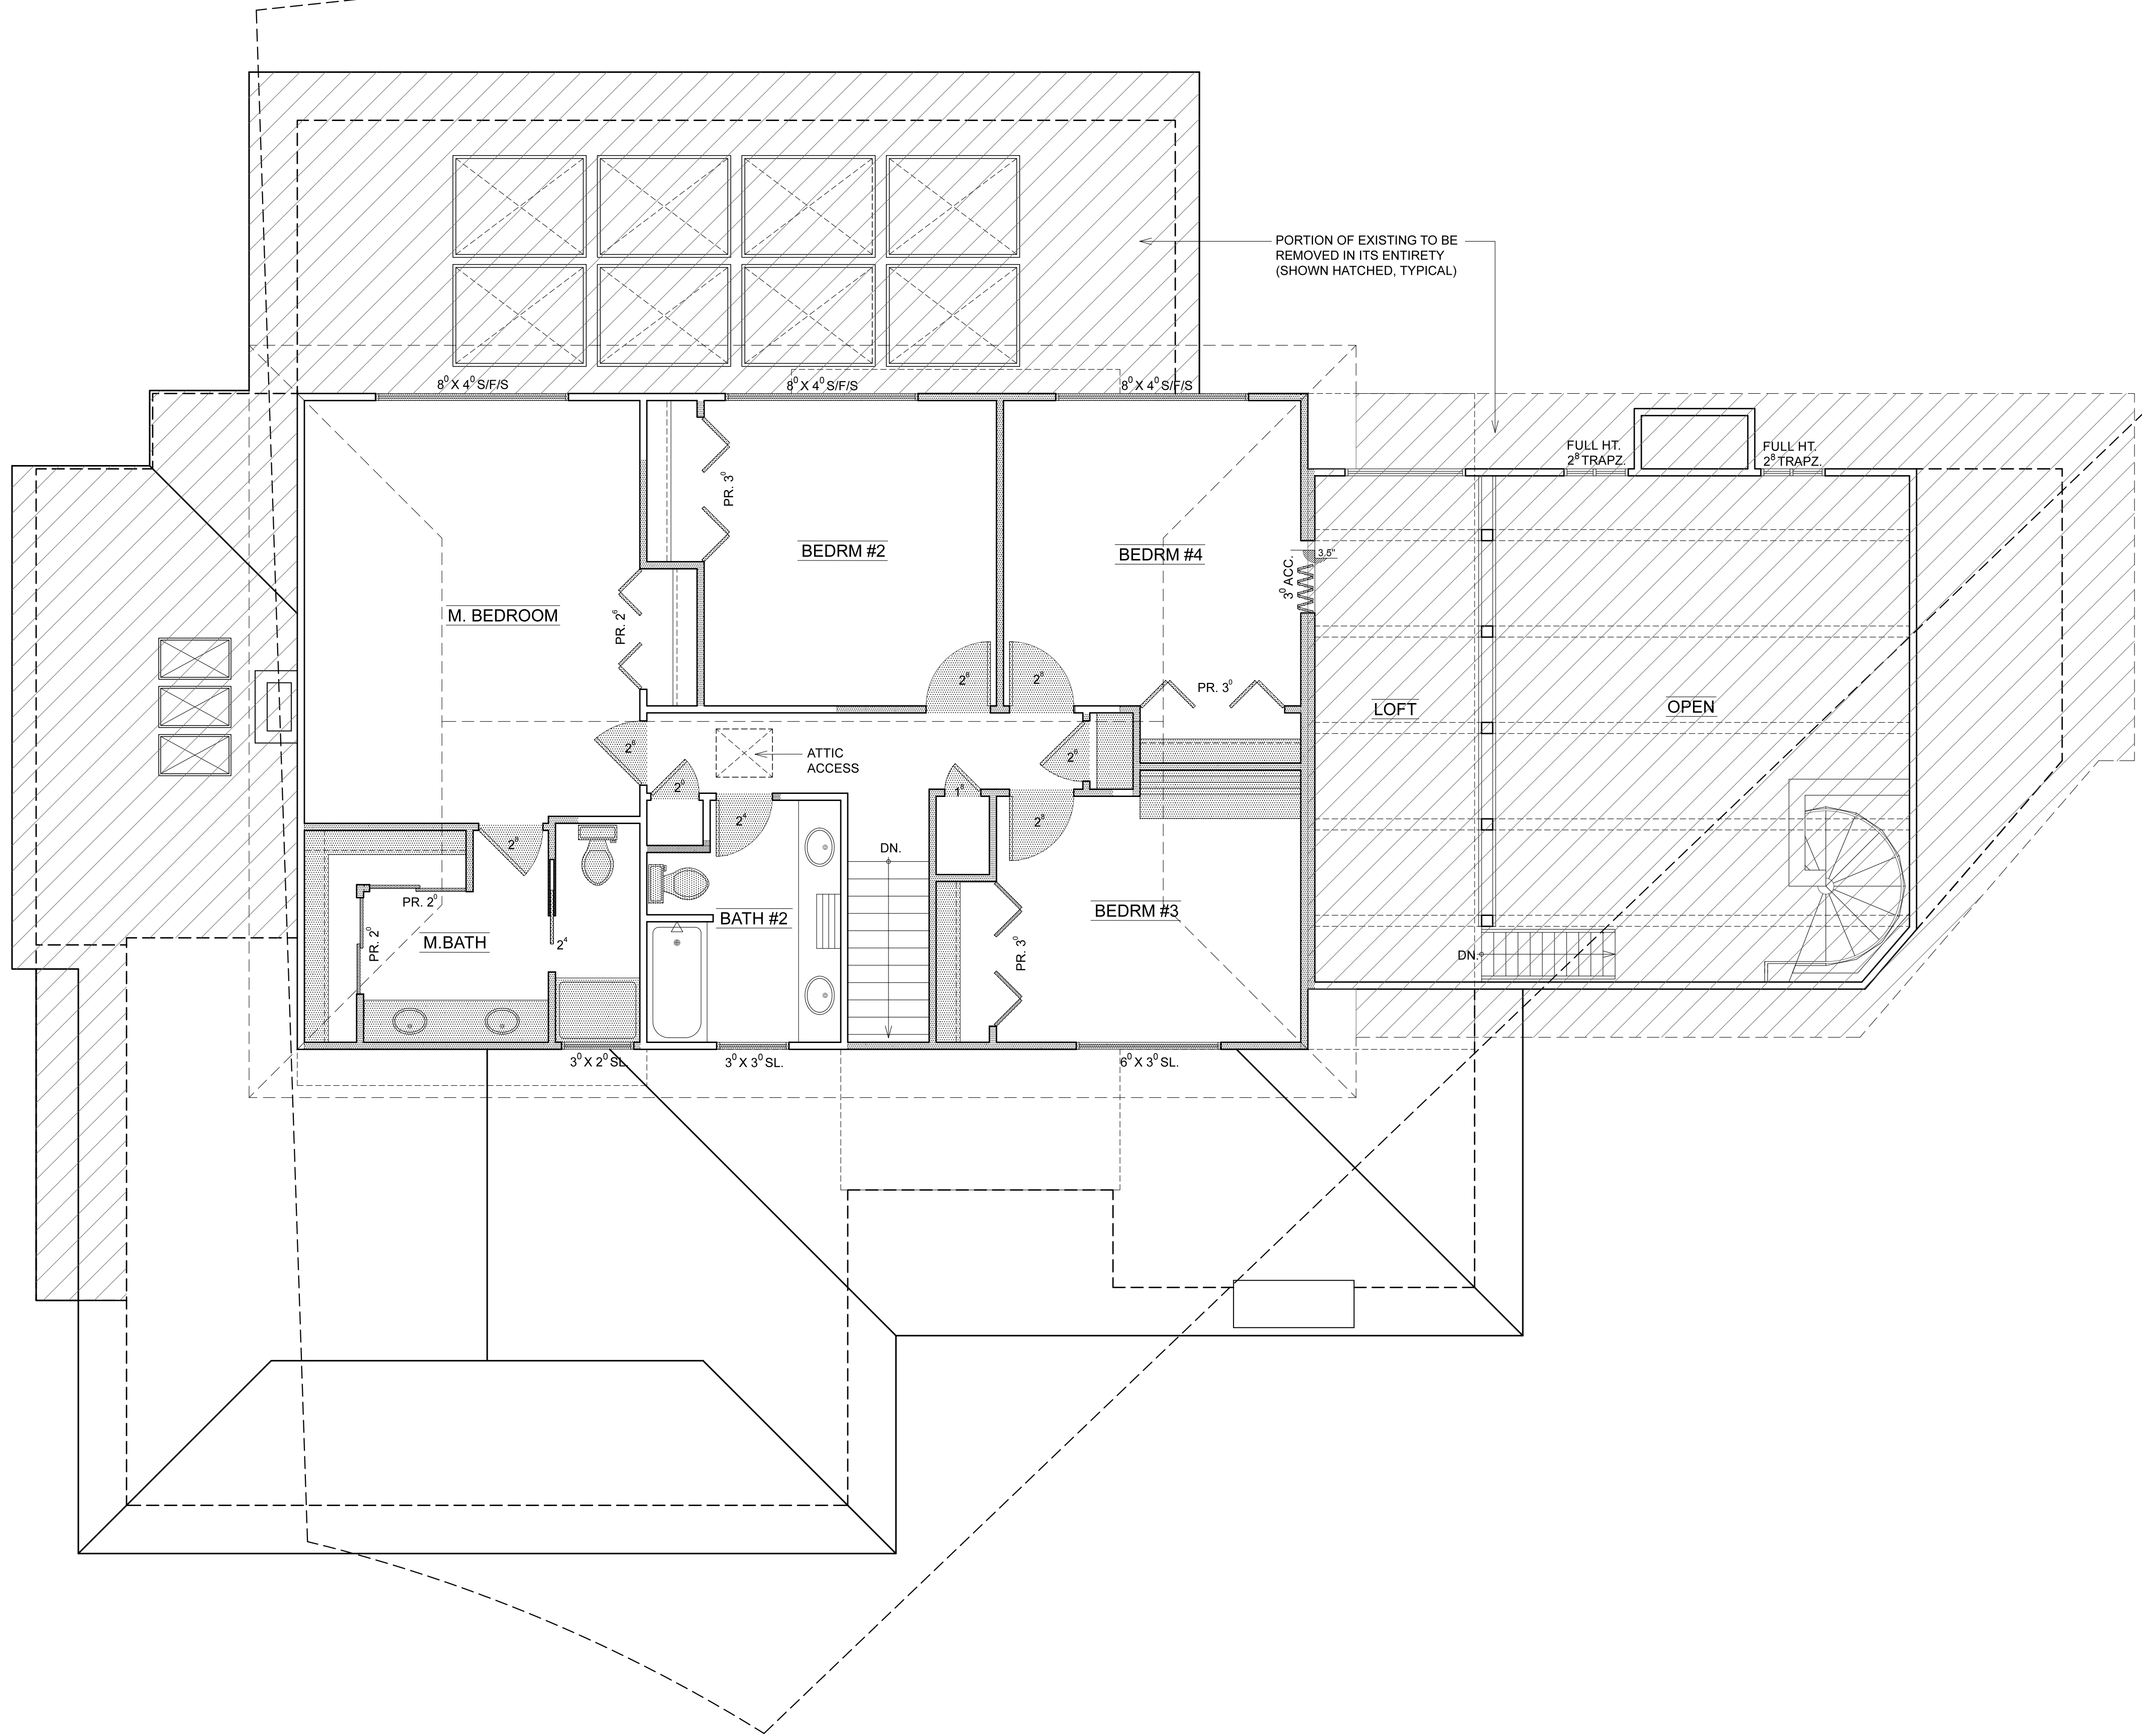 PORTION OF EXISTING TO BE
REMOVED IN ITS ENTIRETY
(SHOWN HATCHED, TYPICAL)
8⁰ X 4⁰ S/F/S
8⁰ X 4⁰ S/F/S
8⁰ X 4⁰ S/F/S
FULL HT.
2⁸ TRAPZ.
FULL HT.
2⁸ TRAPZ.
PR. 3⁰
BEDRM #2
BEDRM #4
3.5"
3⁰ ACC.
M. BEDROOM
PR. 2⁶
2⁸
2⁸
PR. 3⁰
LOFT
OPEN
2⁸
ATTIC
ACCESS
2⁶
2⁰
1⁸
2⁴
2⁸
2⁸
DN.
PR. 2⁰
PR. 2⁰
M.BATH
2⁴
BATH #2
BEDRM #3
PR. 3⁰
DN.
3⁰ X 2⁰ SL.
3⁰ X 3⁰ SL.
6⁰ X 3⁰ SL.